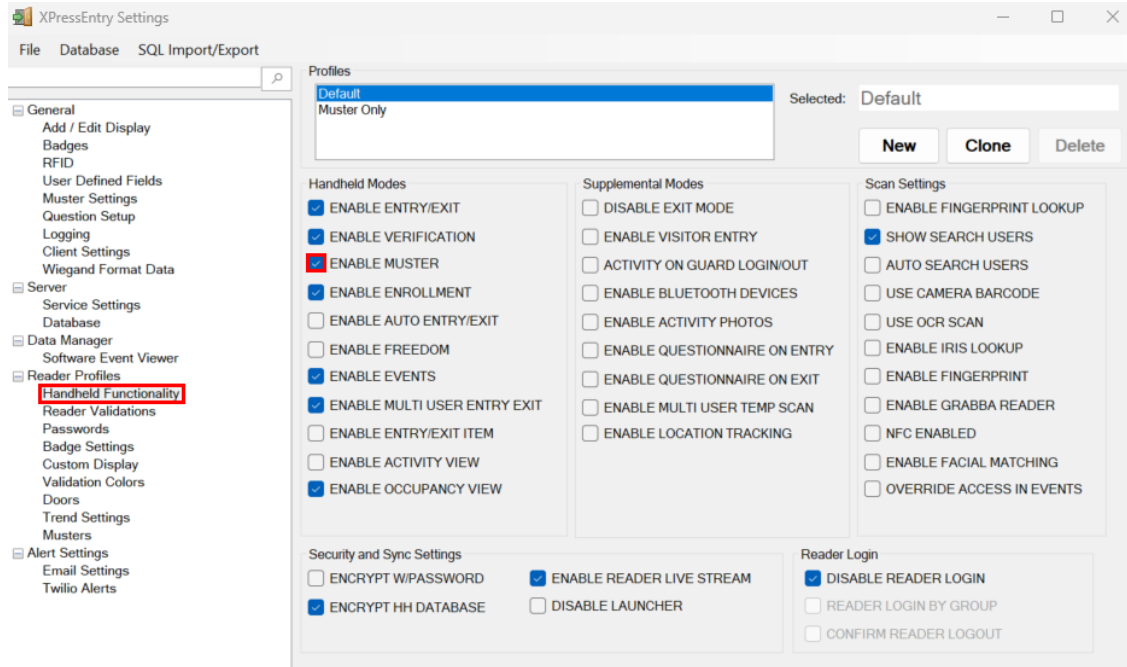 XPressEntry Settings
File Database SQL Import/Export
General
Add / Edit Display
Badges
RFID
User Defined Fields
Muster Settings
Question Setup
Logging
Client Settings
Wiegand Format Data
Server
Service Settings
Database
Data Manager
Software Event Viewer
Reader Profiles
Handheld Functionality
Reader Validations
Passwords
Badge Settings
Custom Display
Validation Colors
Doors
Trend Settings
Musters
Alert Settings
Email Settings
Twilio Alerts
Profiles
Default
Muster Only
Selected: Default
New Clone Delete
Handheld Modes
ENABLE ENTRY/EXIT
ENABLE VERIFICATION
ENABLE MUSTER
ENABLE ENROLLMENT
ENABLE AUTO ENTRY/EXIT
ENABLE FREEDOM
ENABLE EVENTS
ENABLE MULTI USER ENTRY EXIT
ENABLE ENTRY/EXIT ITEM
ENABLE ACTIVITY VIEW
ENABLE OCCUPANCY VIEW
Supplemental Modes
DISABLE EXIT MODE
ENABLE VISITOR ENTRY
ACTIVITY ON GUARD LOGIN/OUT
ENABLE BLUETOOTH DEVICES
ENABLE ACTIVITY PHOTOS
ENABLE QUESTIONNAIRE ON ENTRY
ENABLE QUESTIONNAIRE ON EXIT
ENABLE MULTI USER TEMP SCAN
ENABLE LOCATION TRACKING
Scan Settings
ENABLE FINGERPRINT LOOKUP
SHOW SEARCH USERS
AUTO SEARCH USERS
USE CAMERA BARCODE
USE OCR SCAN
ENABLE IRIS LOOKUP
ENABLE FINGERPRINT
ENABLE GRABBA READER
NFC ENABLED
ENABLE FACIAL MATCHING
OVERRIDE ACCESS IN EVENTS
Security and Sync Settings
ENCRYPT W/PASSWORD
ENCRYPT HH DATABASE
ENABLE READER LIVE STREAM
DISABLE LAUNCHER
Reader Login
DISABLE READER LOGIN
READER LOGIN BY GROUP
CONFIRM READER LOGOUT